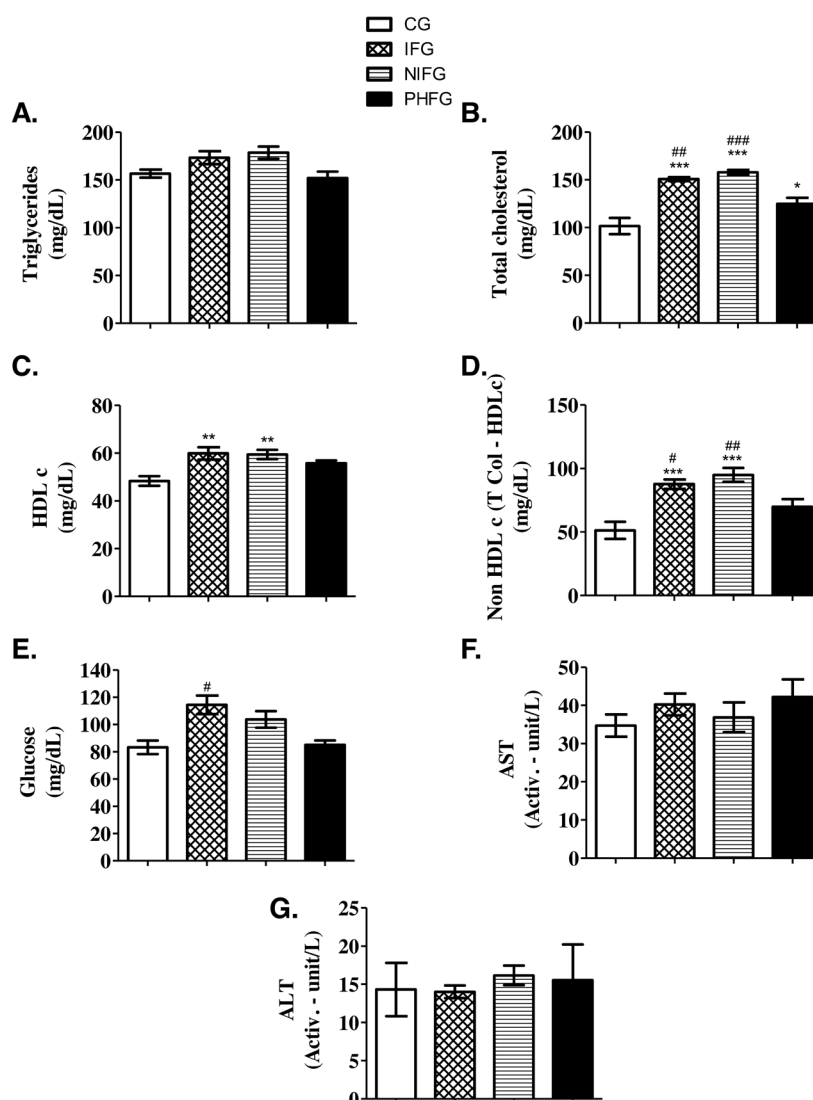 CG
IFG
NIFG
PHFG
A.
Triglycerides
(mg/dL)
200
150
100
50
0
B.
Total cholesterol
(mg/dL)
200
150
100
50
0
##
***
###
***
*
C.
HDL c
(mg/dL)
80
60
40
20
0
**
**
D.
Non HDL c (T Col - HDLc)
(mg/dL)
150
100
50
0
#
***
##
***
E.
Glucose
(mg/dL)
140
120
100
80
60
40
20
0
#
F.
AST
(Activ. - unit/L)
50
40
30
20
10
0
G.
ALT
(Activ. - unit/L)
25
20
15
10
5
0